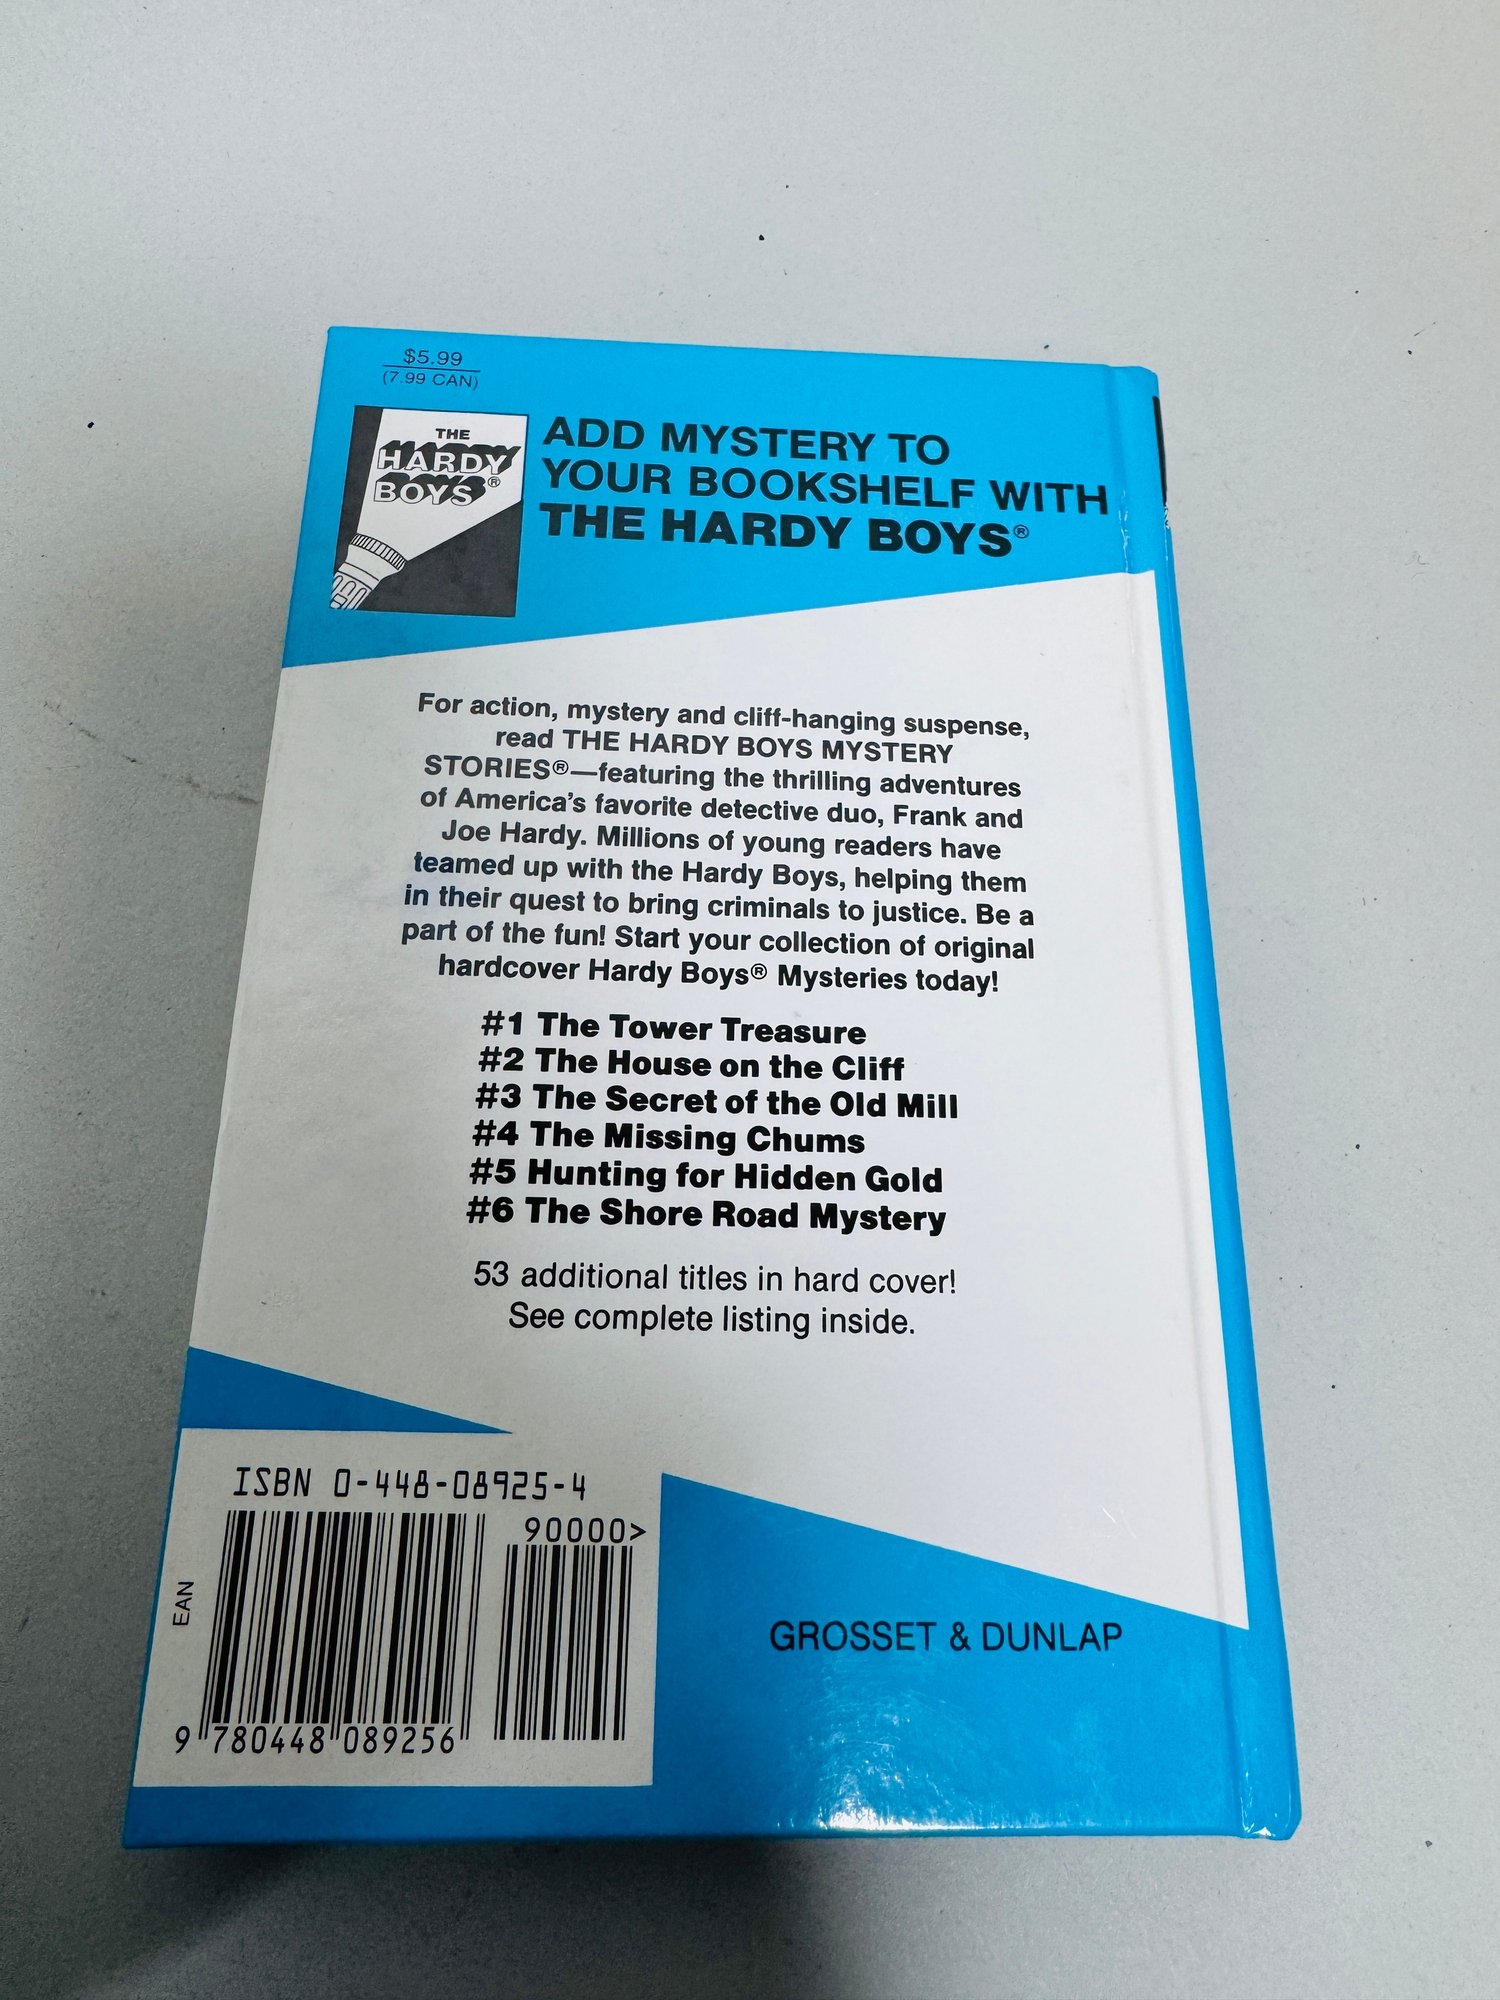 $5.99
(7.99 CAN)
THE
HARDY
BOYS®
ADD MYSTERY TO
YOUR BOOKSHELF WITH
THE HARDY BOYS®
For action, mystery and cliff-hanging suspense,
read THE HARDY BOYS MYSTERY
STORIES®—featuring the thrilling adventures
of America's favorite detective duo, Frank and
Joe Hardy. Millions of young readers have
teamed up with the Hardy Boys, helping them
in their quest to bring criminals to justice. Be a
part of the fun! Start your collection of original
hardcover Hardy Boys® Mysteries today!
#1 The Tower Treasure
#2 The House on the Cliff
#3 The Secret of the Old Mill
#4 The Missing Chums
#5 Hunting for Hidden Gold
#6 The Shore Road Mystery
53 additional titles in hard cover!
See complete listing inside.
ISBN 0-448-08925-4
90000>
EAN
9 780448 089256
GROSSET & DUNLAP